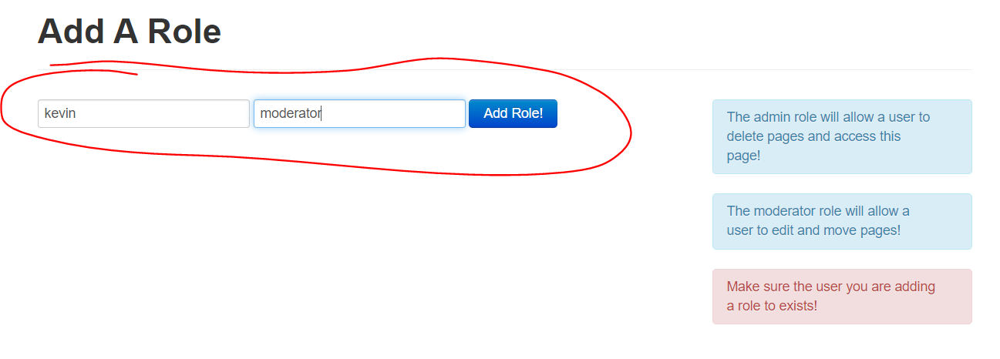 Add A Role
kevin
moderator
Add Role!
The admin role will allow a user to
delete pages and access this
page!
The moderator role will allow a
user to edit and move pages!
Make sure the user you are adding
a role to exists!